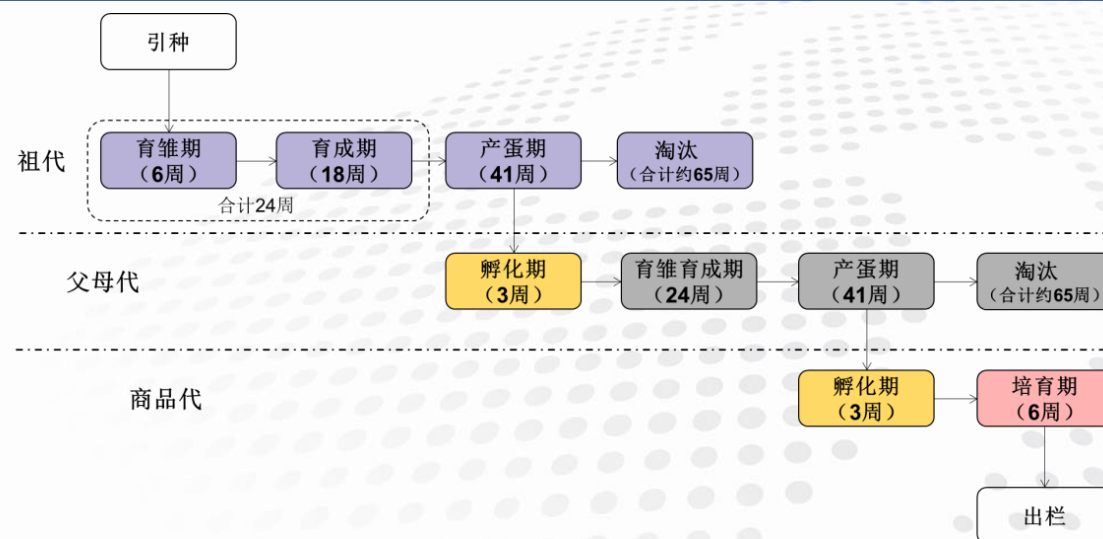 引种
祖代
育雏期
（6周）
育成期
（18周）
合计24周
产蛋期
（41周）
淘汰
（合计约65周）
父母代
孵化期
（3周）
育雏育成期
（24周）
产蛋期
（41周）
淘汰
（合计约65周）
商品代
孵化期
（3周）
培育期
（6周）
出栏